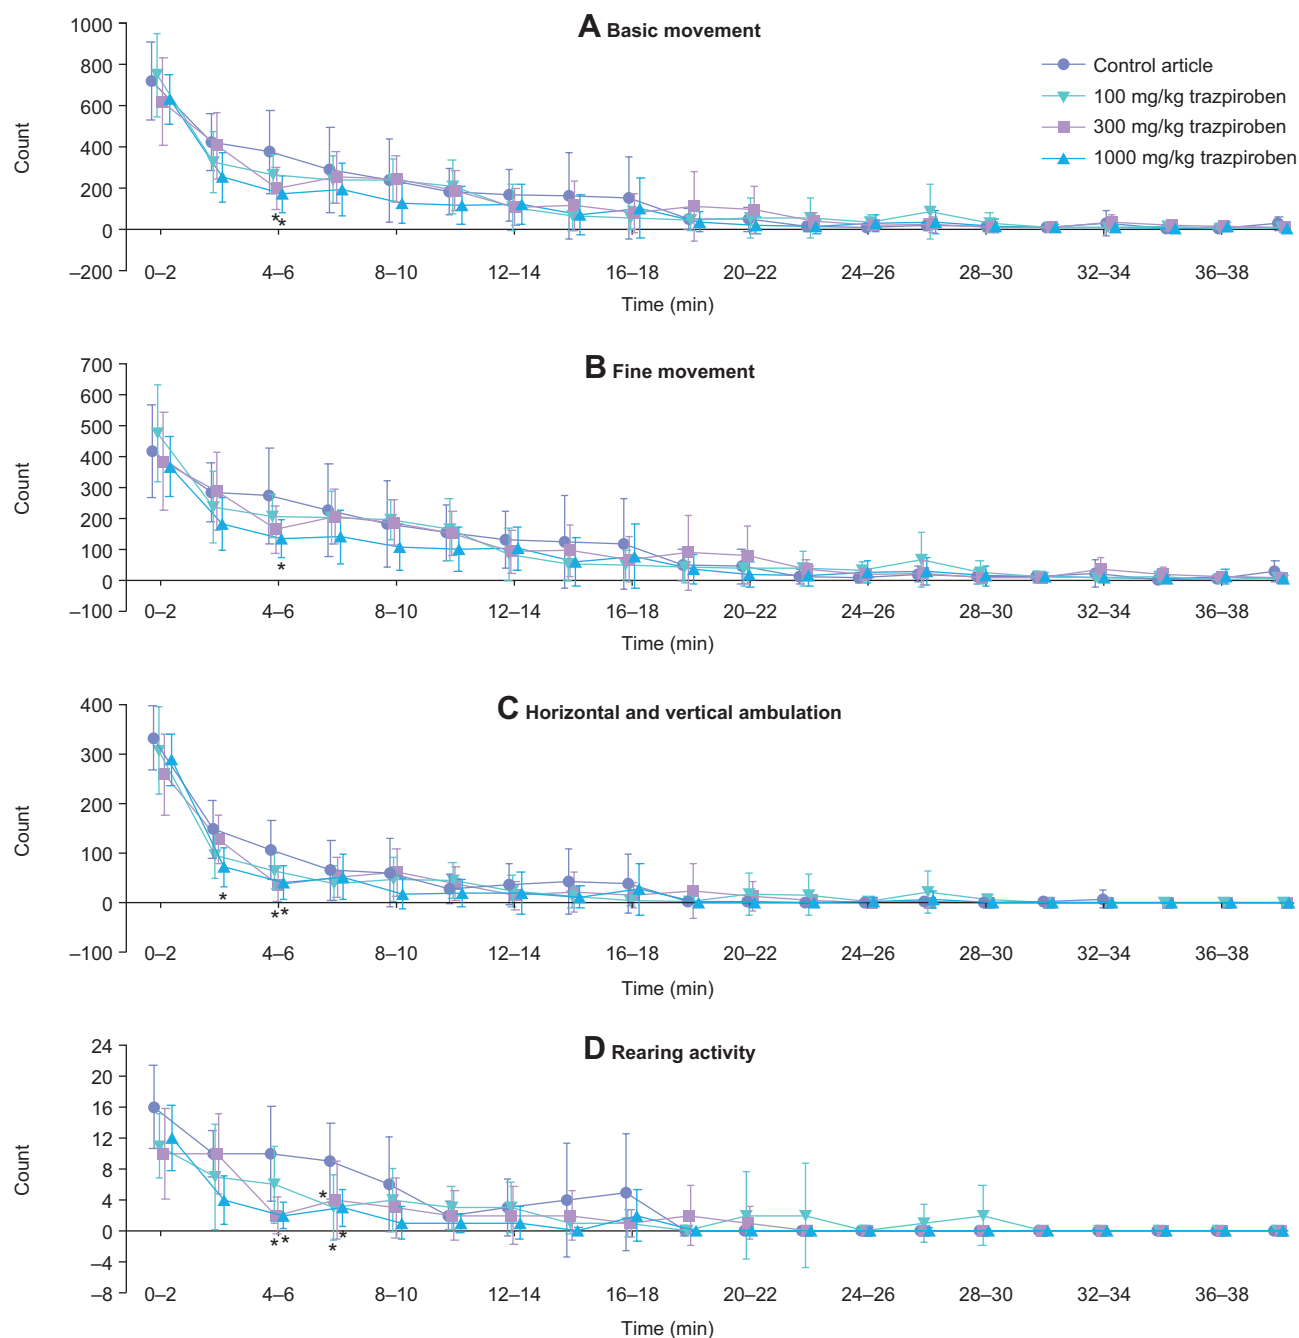 A Basic movement
1000
800
600
400
200
0
–200
Count
Control article
100 mg/kg trazpiroben
300 mg/kg trazpiroben
1000 mg/kg trazpiroben
* *
0–2 4–6 8–10 12–14 16–18 20–22 24–26 28–30 32–34 36–38
Time (min)
B Fine movement
700
600
500
400
300
200
100
0
–100
Count
*
0–2 4–6 8–10 12–14 16–18 20–22 24–26 28–30 32–34 36–38
Time (min)
C Horizontal and vertical ambulation
400
300
200
100
0
–100
Count
* * *
0–2 4–6 8–10 12–14 16–18 20–22 24–26 28–30 32–34 36–38
Time (min)
D Rearing activity
24
20
16
12
8
4
0
–4
–8
Count
*
* * * *
0–2 4–6 8–10 12–14 16–18 20–22 24–26 28–30 32–34 36–38
Time (min)